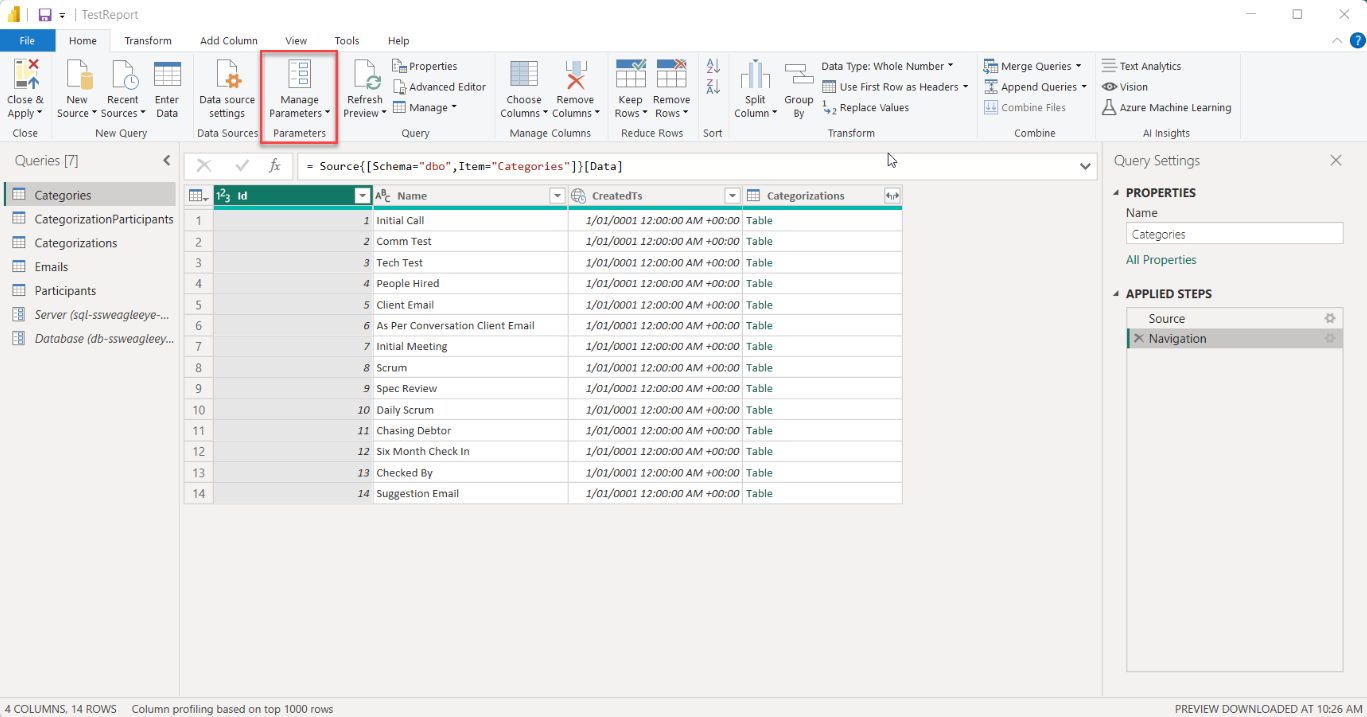 TestReport
File Home Transform Add Column View Tools Help
Close & Apply
New Source
Recent Sources
Enter Data
Data source settings
Manage Parameters
Refresh Preview
Properties
Advanced Editor
Manage
Choose Columns
Remove Columns
Keep Rows
Remove Rows
Split Column
Group By
Data Type: Whole Number
Use First Row as Headers
1 2 Replace Values
Merge Queries
Append Queries
Combine Files
Text Analytics
Vision
Azure Machine Learning
Close New Query Data Sources Parameters Query Manage Columns Reduce Rows Sort Transform Combine AI Insights
Queries [7]
Categories
CategorizationParticipants
Categorizations
Emails
Participants
Server (sql-ssweagleeye-...
Database (db-ssweagleey...
fx = Source{[Schema="dbo",Item="Categories"]}[Data]
123 Id ABC Name CreatedTs Categorizations
1 1 Initial Call 1/01/0001 12:00:00 AM +00:00 Table
2 2 Comm Test 1/01/0001 12:00:00 AM +00:00 Table
3 3 Tech Test 1/01/0001 12:00:00 AM +00:00 Table
4 4 People Hired 1/01/0001 12:00:00 AM +00:00 Table
5 5 Client Email 1/01/0001 12:00:00 AM +00:00 Table
6 6 As Per Conversation Client Email 1/01/0001 12:00:00 AM +00:00 Table
7 7 Initial Meeting 1/01/0001 12:00:00 AM +00:00 Table
8 8 Scrum 1/01/0001 12:00:00 AM +00:00 Table
9 9 Spec Review 1/01/0001 12:00:00 AM +00:00 Table
10 10 Daily Scrum 1/01/0001 12:00:00 AM +00:00 Table
11 11 Chasing Debtor 1/01/0001 12:00:00 AM +00:00 Table
12 12 Six Month Check In 1/01/0001 12:00:00 AM +00:00 Table
13 13 Checked By 1/01/0001 12:00:00 AM +00:00 Table
14 14 Suggestion Email 1/01/0001 12:00:00 AM +00:00 Table
Query Settings
PROPERTIES
Name
Categories
All Properties
APPLIED STEPS
Source
Navigation
4 COLUMNS, 14 ROWS Column profiling based on top 1000 rows
PREVIEW DOWNLOADED AT 10:26 AM